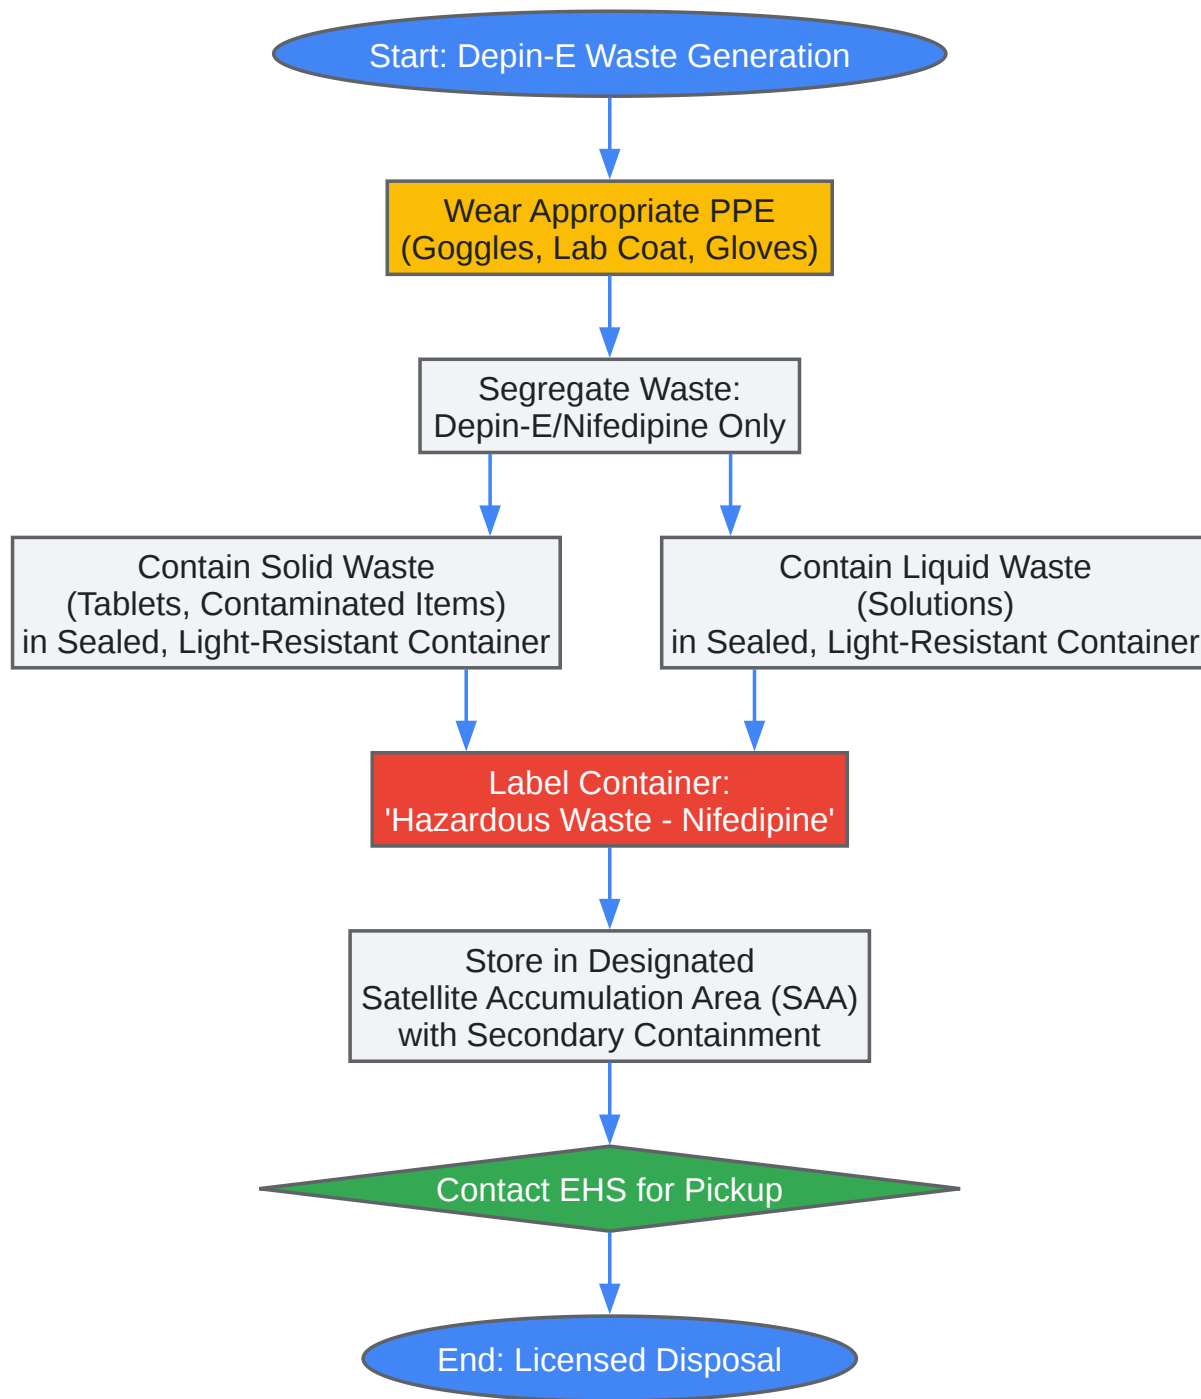 Start: Depin-E Waste Generation
Wear Appropriate PPE
(Goggles, Lab Coat, Gloves)
Segregate Waste:
Depin-E/Nifedipine Only
Contain Solid Waste
(Tablets, Contaminated Items)
in Sealed, Light-Resistant Container
Contain Liquid Waste
(Solutions)
in Sealed, Light-Resistant Container
Label Container:
'Hazardous Waste - Nifedipine'
Store in Designated
Satellite Accumulation Area (SAA)
with Secondary Containment
Contact EHS for Pickup
End: Licensed Disposal